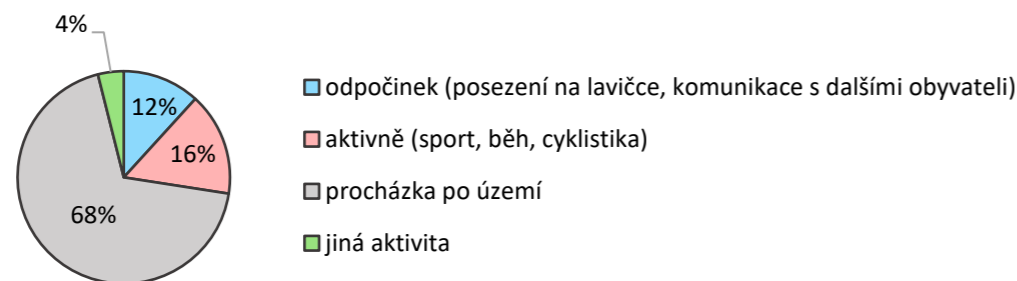 4%
12%
16%
68%
odpočinek (posezení na lavičce, komunikace s dalšími obyvateli)
aktivně (sport, běh, cyklistika)
procházka po území
jiná aktivita